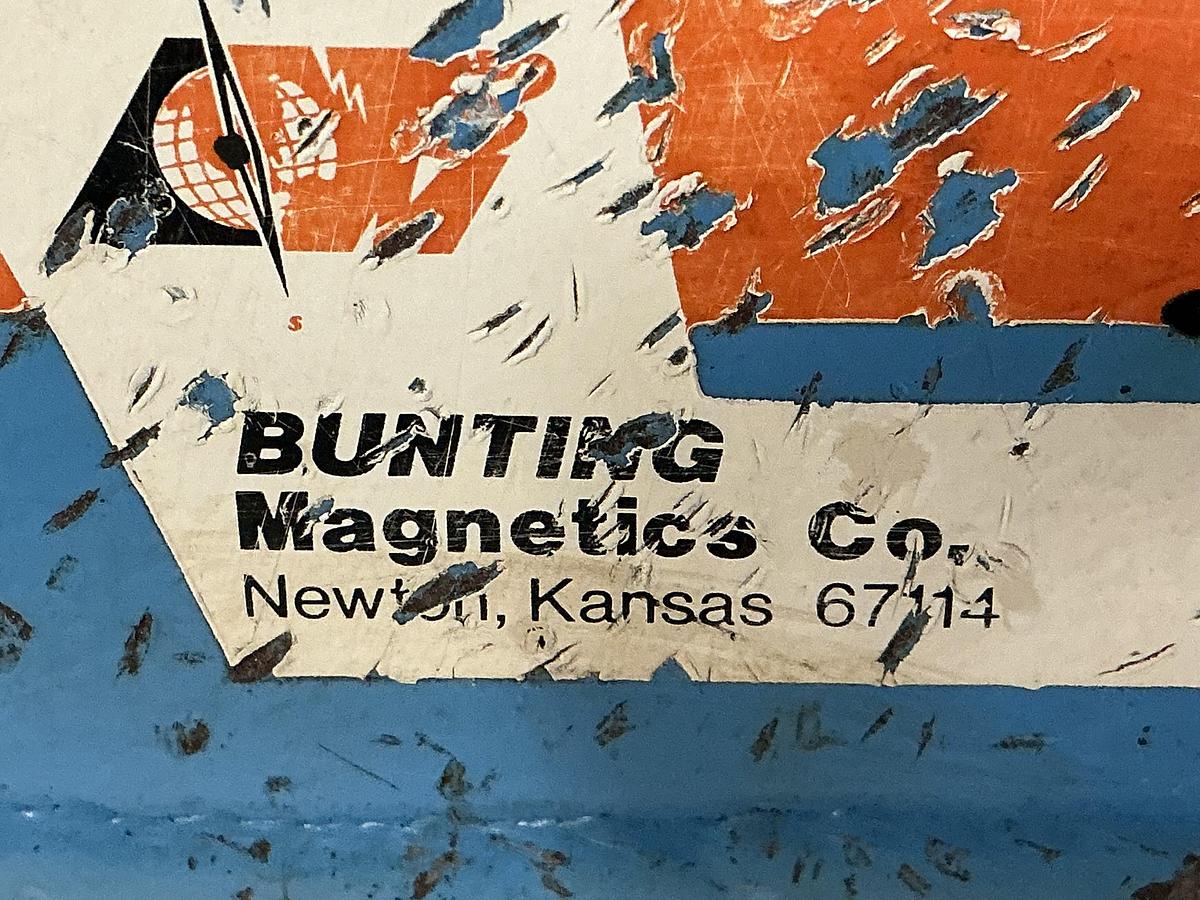 S
BUNTING
Magnetics Co.
Newton, Kansas 67114